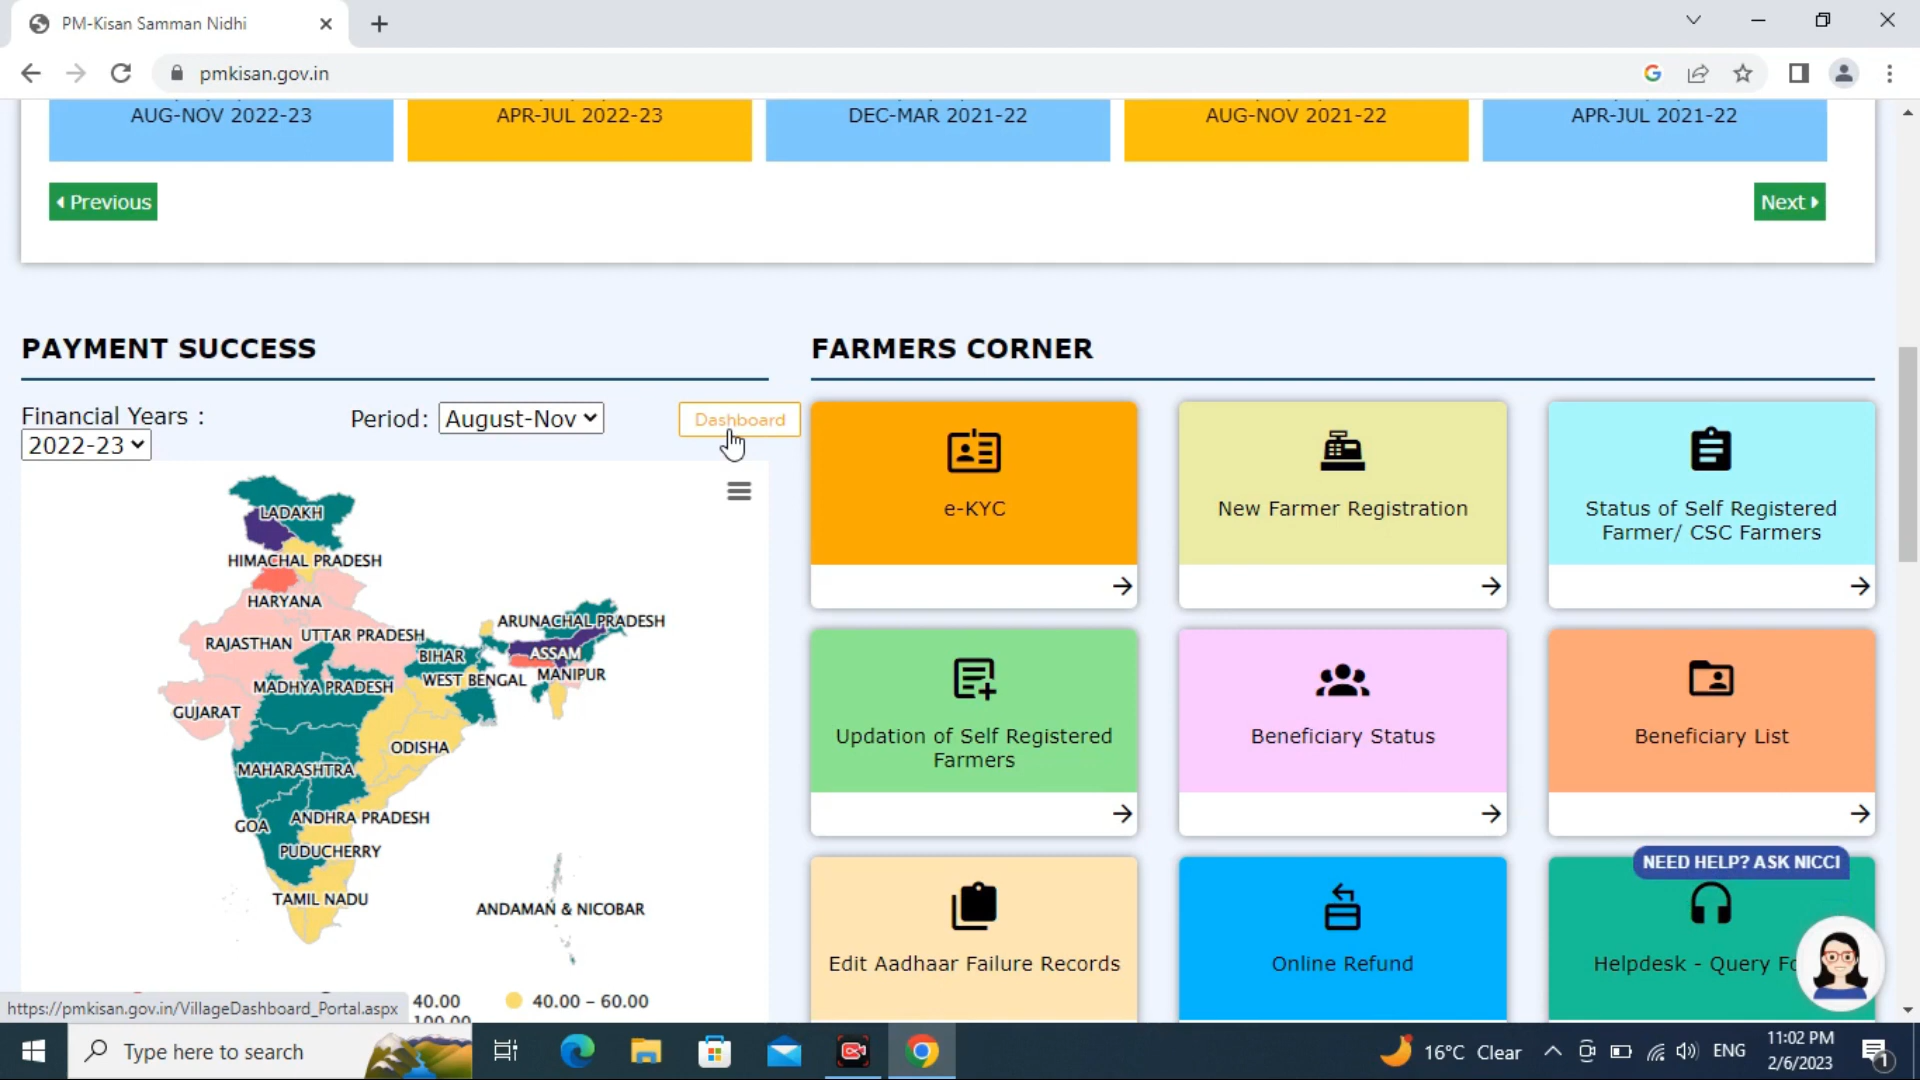 PM-Kisan Samman Nidhi
pmkisan.gov.in
AUG-NOV 2022-23
APR-JUL 2022-23
DEC-MAR 2021-22
AUG-NOV 2021-22
APR-JUL 2021-22
Previous
Next
PAYMENT SUCCESS
Financial Years :
2022-23
Period:
August-Nov
Dashboard
LADAKH
HIMACHAL PRADESH
HARYANA
ARUNACHAL PRADESH
RAJASTHAN
UTTAR PRADESH
BIHAR
ASSAM
WEST BENGAL
MANIPUR
MADHYA PRADESH
GUJARAT
ODISHA
MAHARASHTRA
ANDHRA PRADESH
GOA
PUDUCHERRY
TAMIL NADU
ANDAMAN & NICOBAR
40.00
40.00 – 60.00
100.00
FARMERS CORNER
e-KYC
New Farmer Registration
Status of Self Registered
Farmer/ CSC Farmers
Updation of Self Registered
Farmers
Beneficiary Status
Beneficiary List
Edit Aadhaar Failure Records
Online Refund
NEED HELP? ASK NICCI
Helpdesk - Query Fo
https://pmkisan.gov.in/VillageDashboard_Portal.aspx
Type here to search
16°C Clear
ENG
11:02 PM
2/6/2023
1